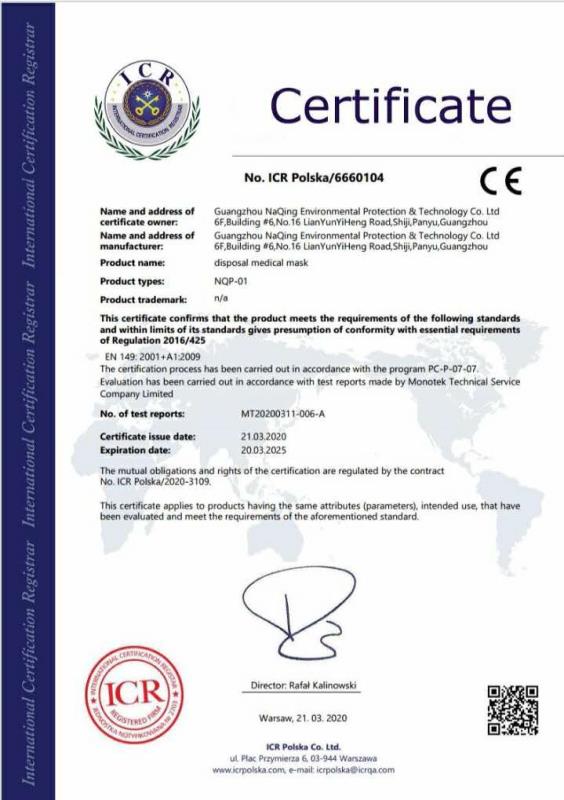 International Certification Registrar International Certification Registrar International Certification Registrar
ICR
INTERNATIONAL CERTIFICATION REGISTRAR
Certificate
No. ICR Polska/6660104
CE
Name and address of certificate owner: Guangzhou NaQing Environmental Protection & Technology Co. Ltd
6F,Building #6,No.16 LianYunYiHeng Road,Shiji,Panyu,Guangzhou
Name and address of manufacturer: Guangzhou NaQing Environmental Protection & Technology Co. Ltd
6F,Building #6,No.16 LianYunYiHeng Road,Shiji,Panyu,Guangzhou
Product name: disposal medical mask
Product types: NQP-01
Product trademark: n/a
This certificate confirms that the product meets the requirements of the following standards
and within limits of its standards gives presumption of conformity with essential requirements
of Regulation 2016/425
EN 149: 2001+A1:2009
The certification process has been carried out in accordance with the program PC-P-07-07.
Evaluation has been carried out in accordance with test reports made by Monotek Technical Service
Company Limited
No. of test reports: MT20200311-006-A
Certificate issue date: 21.03.2020
Expiration date: 20.03.2025
The mutual obligations and rights of the certification are regulated by the contract
No. ICR Polska/2020-3109.
This certificate applies to products having the same attributes (parameters), intended use, that have
been evaluated and meet the requirements of the aforementioned standard.
INTERNATIONAL CERTIFICATION REGISTRAR
ICR
REGISTERED FIRM
JEDNOSTKA NOTYFIKOWANA NR 2703
Director: Rafał Kalinowski
Warsaw, 21. 03. 2020
ICR Polska Co. Ltd.
ul. Plac Przymierza 6, 03-944 Warszawa
www.icrpolska.com, e-mail: icrpolska@icrqa.com